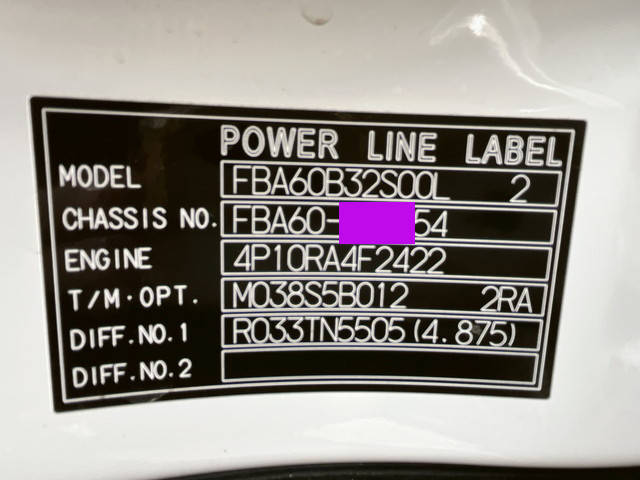 POWER LINE LABEL
MODEL FBA60B32S00L 2
CHASSIS NO. FBA60- 54
ENGINE 4P10RA4F2422
T/M·OPT. M038S5B012 2RA
DIFF.NO.1 R033TN5505(4.875)
DIFF.NO.2